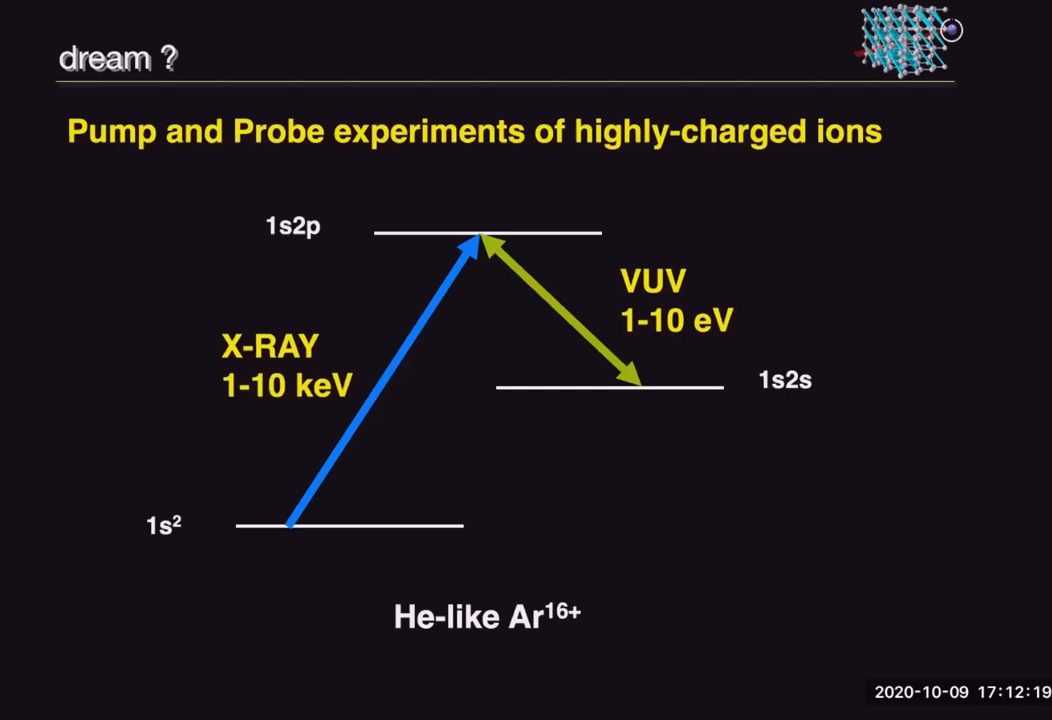 dream ?
Pump and Probe experiments of highly-charged ions
1s2p
VUV
1-10 eV
X-RAY
1-10 keV
1s2s
1s²
He-like Ar¹⁶⁺
2020-10-09 17:12:19